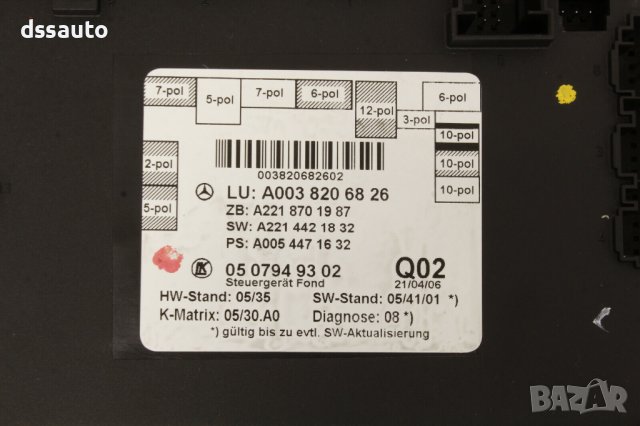 dssauto
7-pol
5-pol
7-pol
6-pol
12-pol
3-pol
6-pol
10-pol
10-pol
10-pol
2-pol
5-pol
003820682602
LU: A003 820 68 26
ZB: A221 870 19 87
SW: A221 442 18 32
PS: A005 447 16 32
LK 05 0794 93 02 Q02
Steuergerät Fond 21/04/06
HW-Stand: 05/35 SW-Stand: 05/41/01 *)
K-Matrix: 05/30.A0 Diagnose: 08 *)
*) gültig bis zu evtl. SW-Aktualisierung
BAZAR